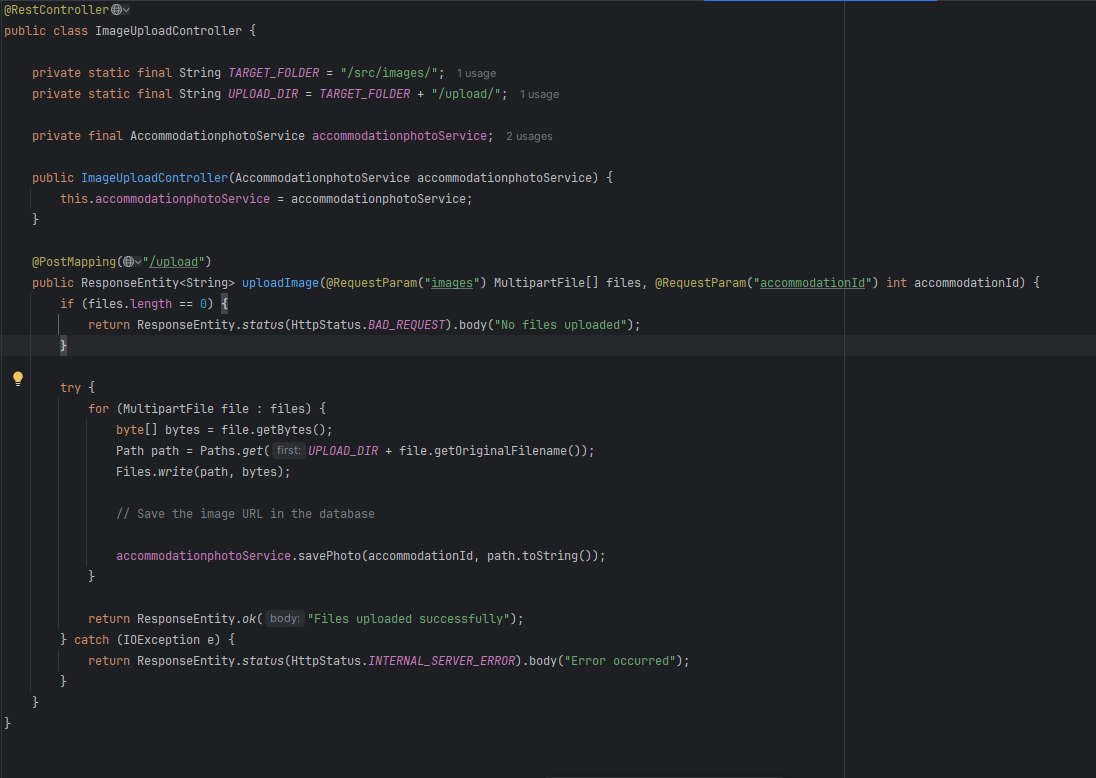 @RestController
public class ImageUploadController {
private static final String TARGET_FOLDER = "/src/images/"; 1 usage
private static final String UPLOAD_DIR = TARGET_FOLDER + "/upload/"; 1 usage
private final AccommodationphotoService accommodationphotoService; 2 usages
public ImageUploadController(AccommodationphotoService accommodationphotoService) {
this.accommodationphotoService = accommodationphotoService;
}
@PostMapping("/upload")
public ResponseEntity<String> uploadImage(@RequestParam("images") MultipartFile[] files, @RequestParam("accommodationId") int accommodationId) {
if (files.length == 0) {
return ResponseEntity.status(HttpStatus.BAD_REQUEST).body("No files uploaded");
}
try {
for (MultipartFile file : files) {
byte[] bytes = file.getBytes();
Path path = Paths.get( first: UPLOAD_DIR + file.getOriginalFilename());
Files.write(path, bytes);
// Save the image URL in the database
accommodationphotoService.savePhoto(accommodationId, path.toString());
}
return ResponseEntity.ok( body: "Files uploaded successfully");
} catch (IOException e) {
return ResponseEntity.status(HttpStatus.INTERNAL_SERVER_ERROR).body("Error occurred");
}
}
}